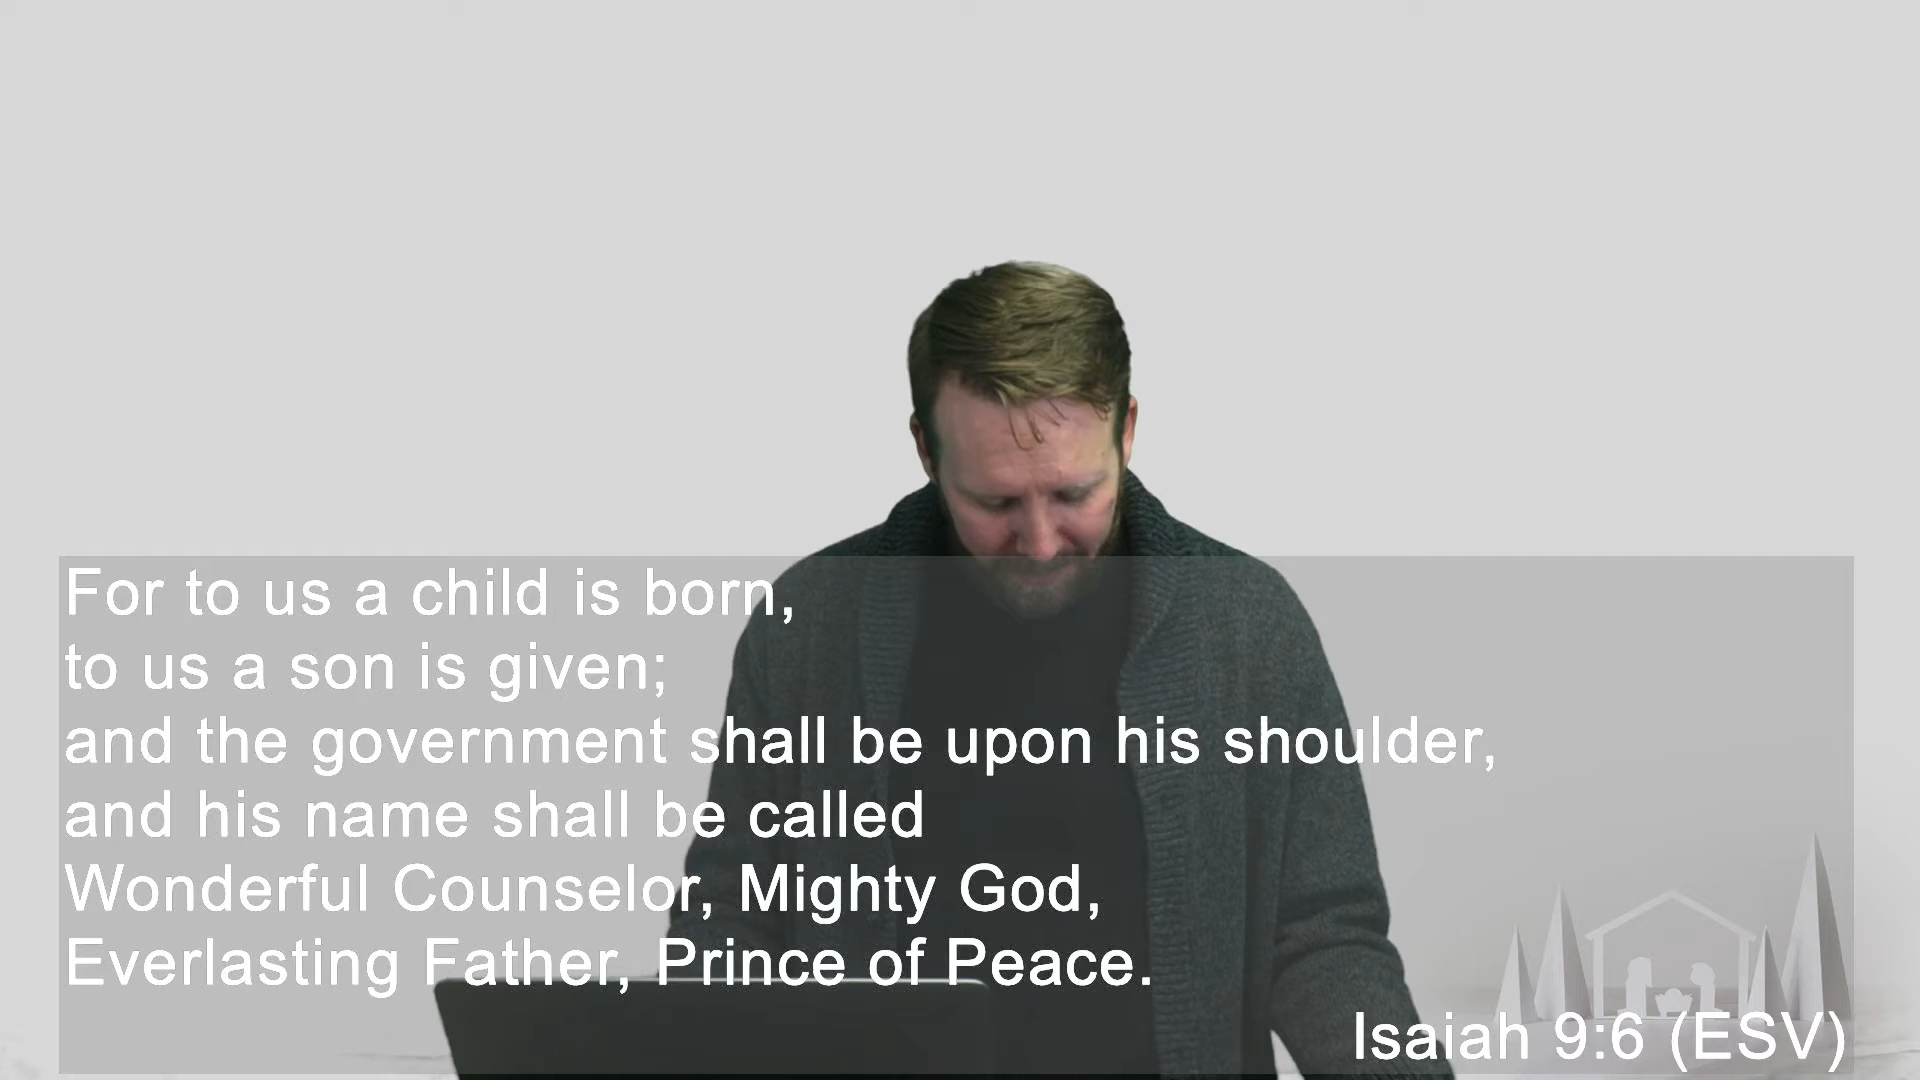 For to us a child is born,
to us a son is given;
and the government shall be upon his shoulder,
and his name shall be called
Wonderful Counselor, Mighty God,
Everlasting Father, Prince of Peace.
Isaiah 9:6 (ESV)